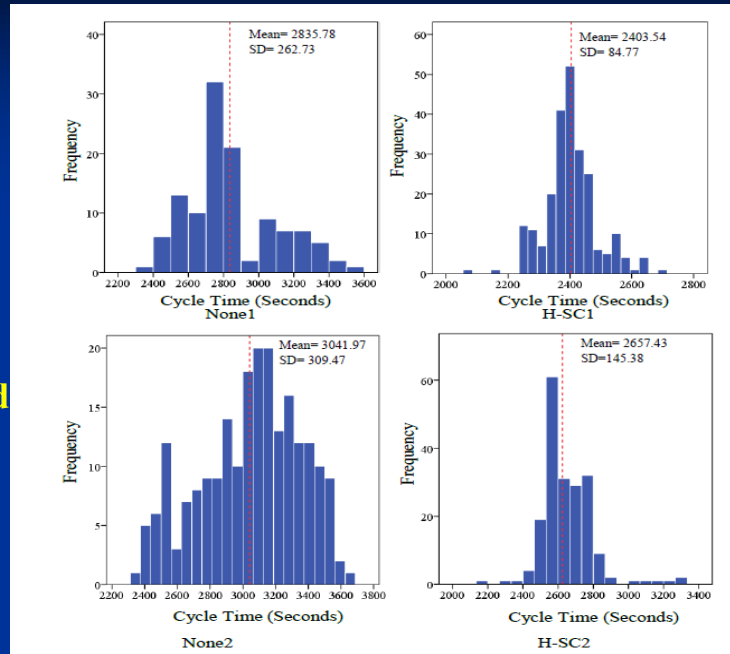 Mean= 2835.78
SD= 262.73
40
30
20
10
0
Frequency
2200 2400 2600 2800 3000 3200 3400 3600
Cycle Time (Seconds)
None1
Mean= 2403.54
SD= 84.77
60
50
40
30
20
10
0
Frequency
2000 2200 2400 2600 2800
Cycle Time (Seconds)
H-SC1
d
Mean= 3041.97
SD= 309.47
20
15
10
5
0
Frequency
2200 2400 2600 2800 3000 3200 3400 3600 3800
Cycle Time (Seconds)
None2
Mean= 2657.43
SD=145.38
60
40
20
0
Frequency
2000 2200 2400 2600 2800 3000 3200 3400
Cycle Time (Seconds)
H-SC2